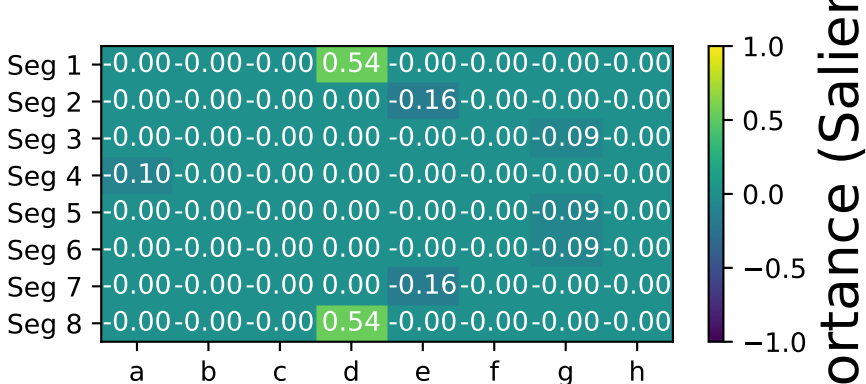 Seg 1 -0.00 -0.00 -0.00 0.54 -0.00 -0.00 -0.00 -0.00
Seg 2 -0.00 -0.00 -0.00 0.00 -0.16 -0.00 -0.00 -0.00
Seg 3 -0.00 -0.00 -0.00 0.00 -0.00 -0.00 -0.09 -0.00
Seg 4 -0.10 -0.00 -0.00 0.00 -0.00 -0.00 -0.00 -0.00
Seg 5 -0.00 -0.00 -0.00 0.00 -0.00 -0.00 -0.09 -0.00
Seg 6 -0.00 -0.00 -0.00 0.00 -0.00 -0.00 -0.09 -0.00
Seg 7 -0.00 -0.00 -0.00 0.00 -0.16 -0.00 -0.00 -0.00
Seg 8 -0.00 -0.00 -0.00 0.54 -0.00 -0.00 -0.00 -0.00
a b c d e f g h
1.0
0.5
0.0
−0.5
−1.0
ortance (Salien